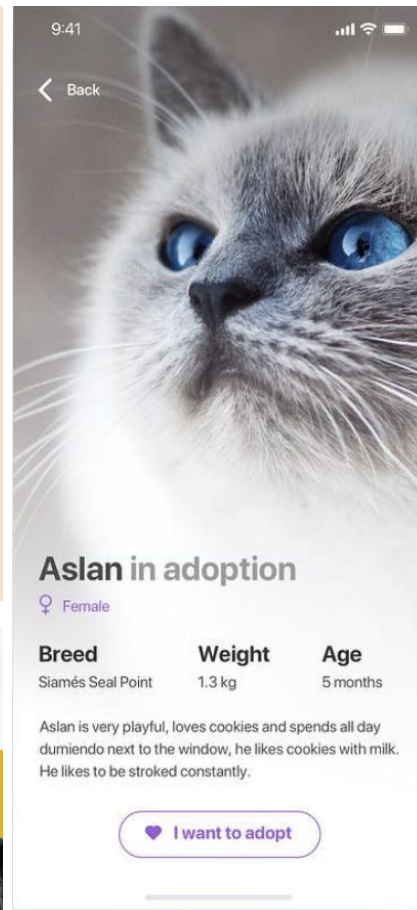 9:41
Back
Aslan in adoption
Female
Breed Weight Age
Siamés Seal Point 1.3 kg 5 months
Aslan is very playful, loves cookies and spends all day
dumiendo next to the window, he likes cookies with milk.
He likes to be stroked constantly.
I want to adopt